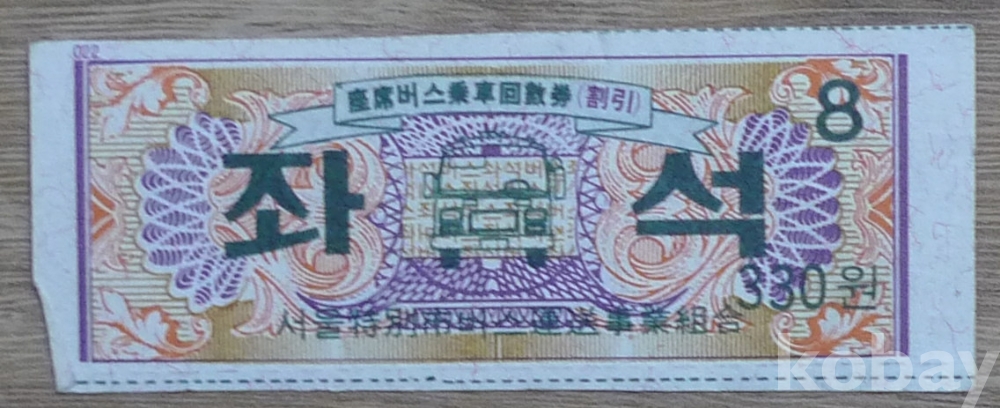 022
座席버스乘車回數券(割引)
8
좌석
330원
서울特別市버스運送事業組合
kobay